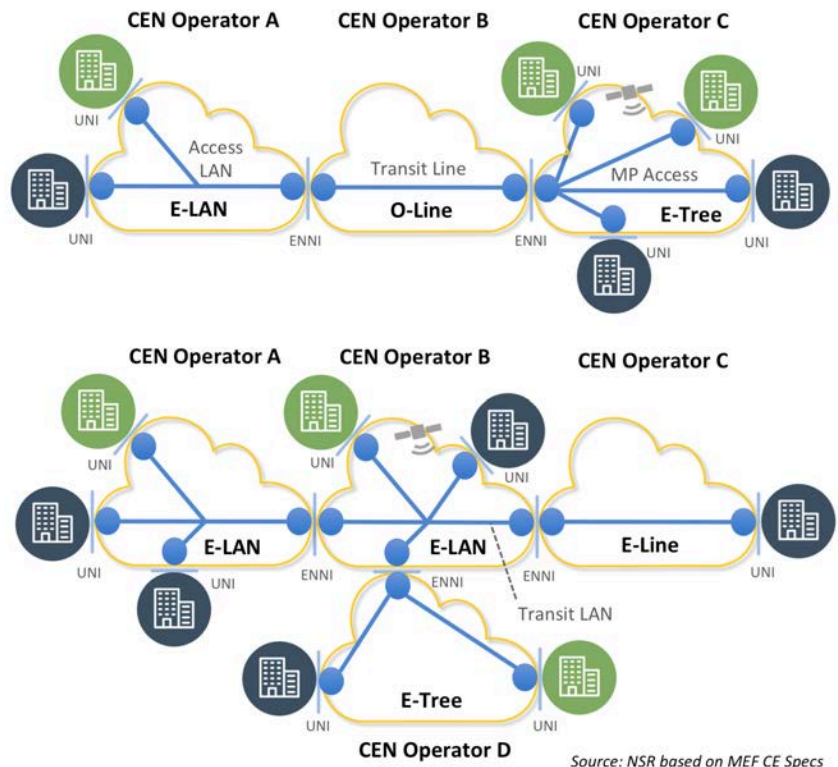 CEN Operator A
CEN Operator B
CEN Operator C
UNI
UNI
UNI
Access
LAN
Transit Line
MP Access
E-LAN
O-Line
E-Tree
UNI
ENNI
ENNI
UNI
UNI
CEN Operator A
CEN Operator B
CEN Operator C
UNI
UNI
UNI
E-LAN
E-LAN
E-Line
UNI
UNI
ENNI
ENNI
ENNI
UNI
Transit LAN
E-Tree
UNI
UNI
CEN Operator D
Source: NSR based on MEF CE Specs